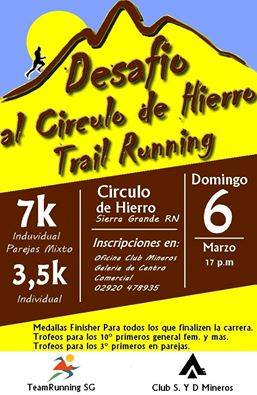 Desafio
al Circulo de Hierro
Trail Running
7k
Induvidual
Parejas Mixto
3,5k
Individual
Circulo
de Hierro
Sierra Grande RN
Inscripciones en:
Oficina Club Mineros
Galeria de Centro
Comercial
02920 478935
Domingo
6
Marzo
17 p.m
Medallas Finisher Para todos los que finalizen la carrera.
Trofeos para los 10º primeros general fem. y mas.
Trofeos para los 3º primeros en parejas.
TeamRunning SG
Club S. Y D Mineros